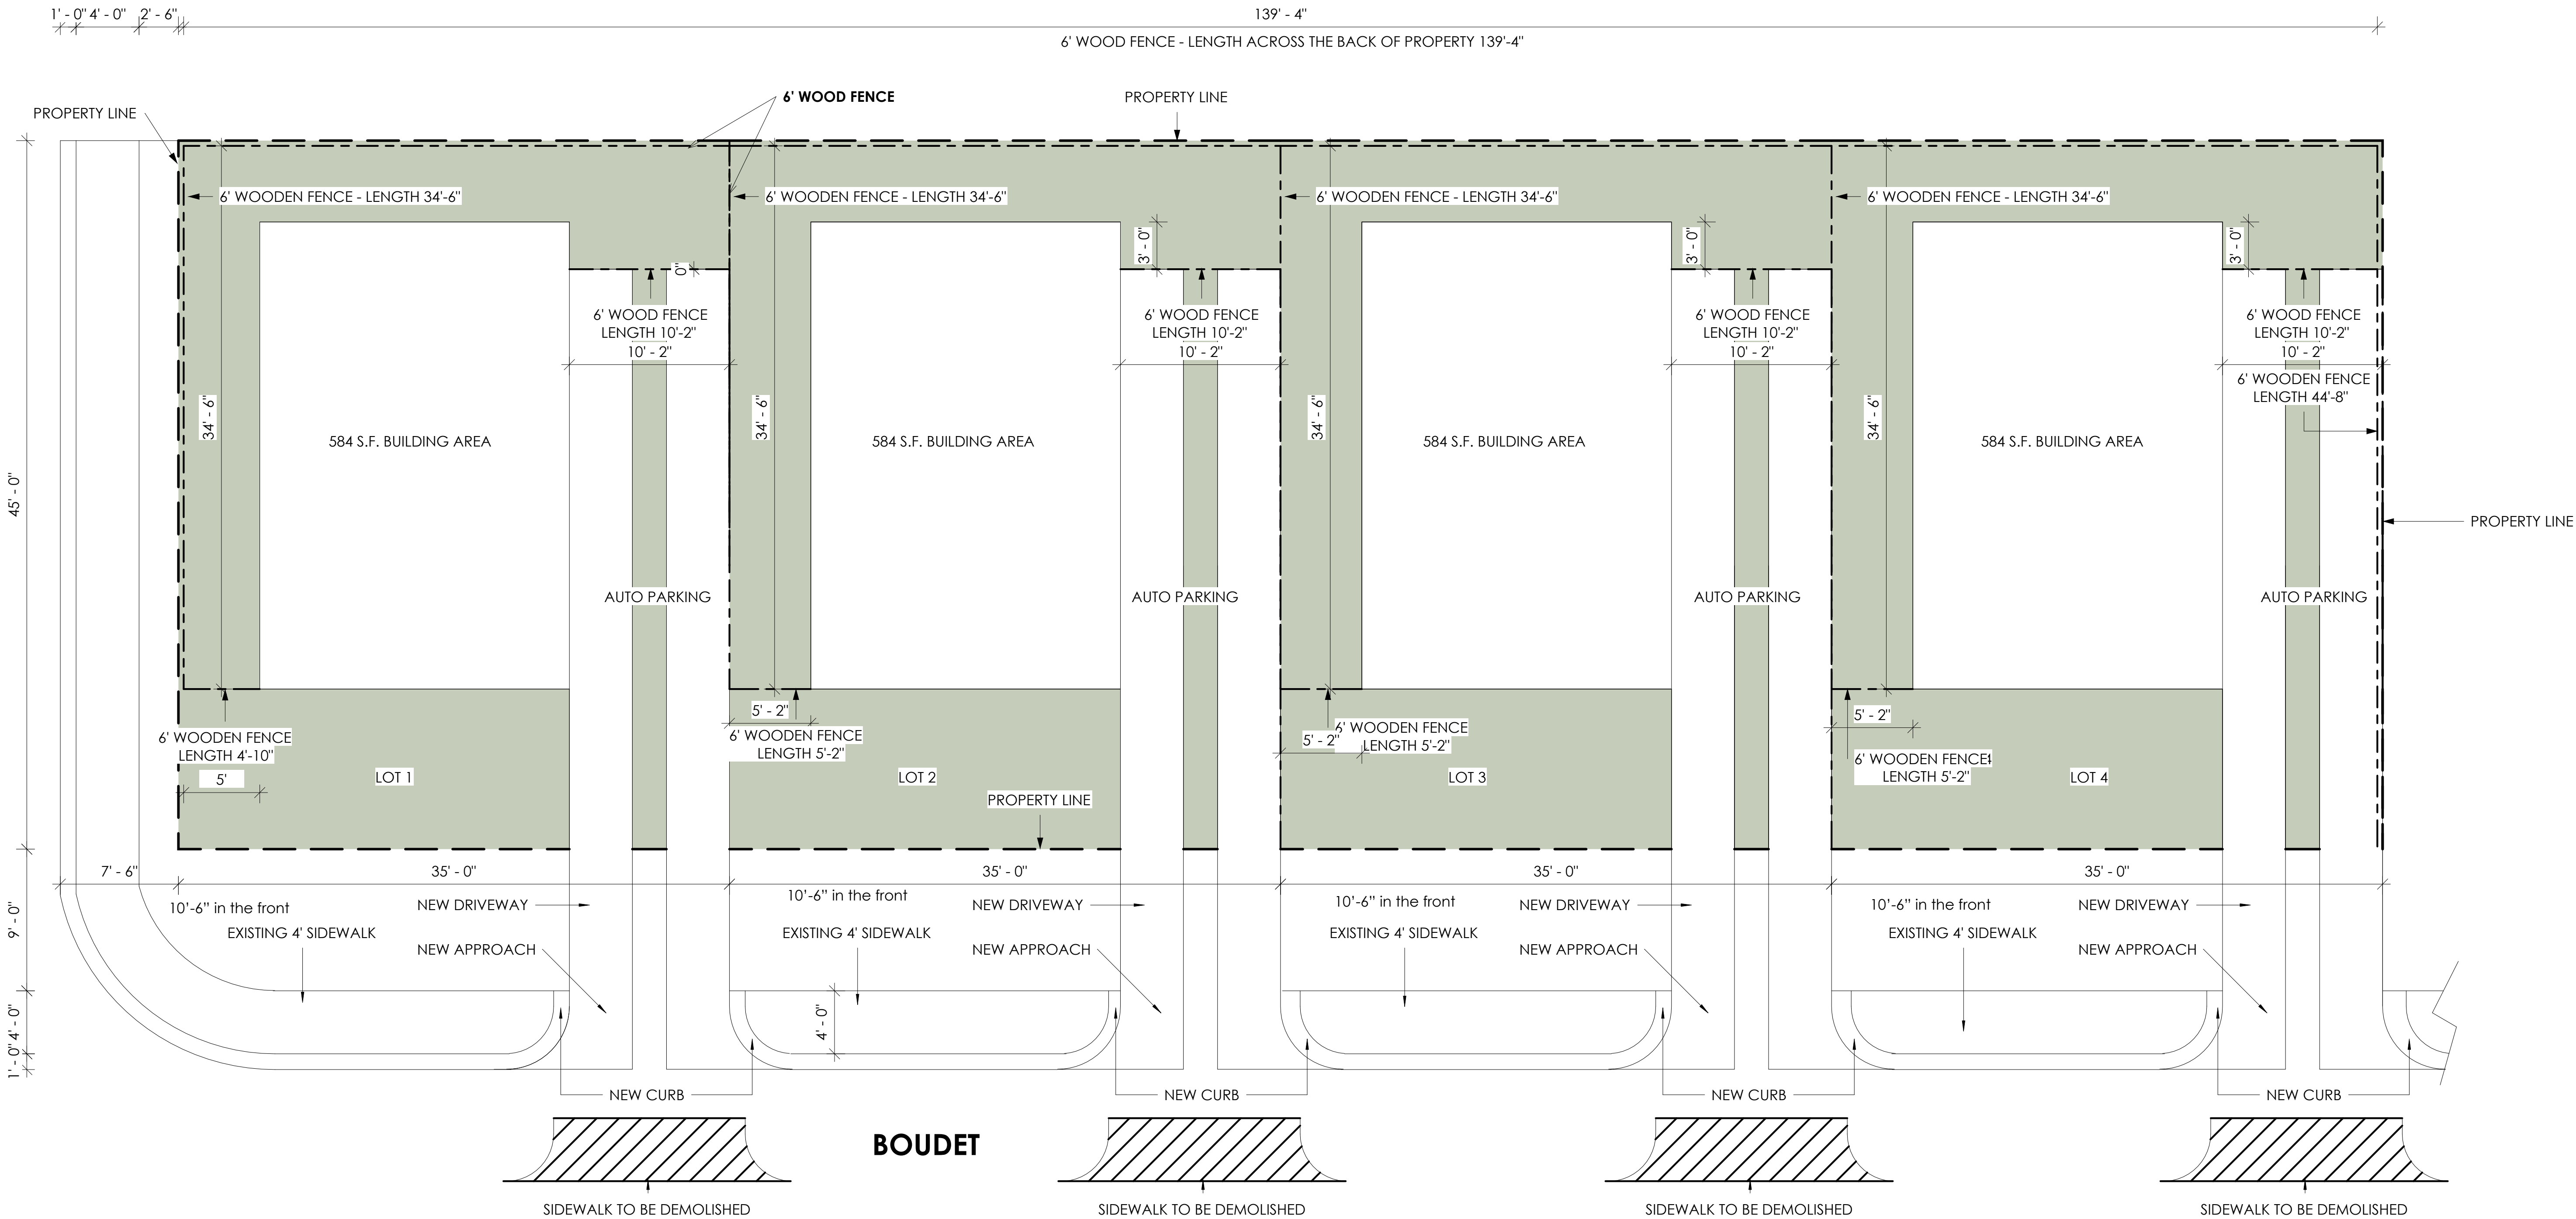 1' - 0" 4' - 0" 2' - 6" 139' - 4"
6' WOOD FENCE - LENGTH ACROSS THE BACK OF PROPERTY 139'-4"
6' WOOD FENCE
PROPERTY LINE
PROPERTY LINE
6' WOODEN FENCE - LENGTH 34'-6"
6' WOODEN FENCE - LENGTH 34'-6"
6' WOODEN FENCE - LENGTH 34'-6"
6' WOODEN FENCE - LENGTH 34'-6"
3' - 0"
3' - 0"
3' - 0"
0"
6' WOOD FENCE
LENGTH 10'-2"
10' - 2"
6' WOOD FENCE
LENGTH 10'-2"
10' - 2"
6' WOOD FENCE
LENGTH 10'-2"
10' - 2"
6' WOOD FENCE
LENGTH 10'-2"
10' - 2"
6' WOODEN FENCE
LENGTH 44'-8"
34' - 6"
34' - 6"
34' - 6"
34' - 6"
45' - 0"
584 S.F. BUILDING AREA
584 S.F. BUILDING AREA
584 S.F. BUILDING AREA
584 S.F. BUILDING AREA
PROPERTY LINE
AUTO PARKING
AUTO PARKING
AUTO PARKING
AUTO PARKING
6' WOODEN FENCE
LENGTH 4'-10"
5'
LOT 1
5' - 2"
6' WOODEN FENCE
LENGTH 5'-2"
LOT 2
PROPERTY LINE
5' - 2"
6' WOODEN FENCE
LENGTH 5'-2"
LOT 3
5' - 2"
6' WOODEN FENCE
LENGTH 5'-2"
LOT 4
7' - 6"
35' - 0"
35' - 0"
35' - 0"
35' - 0"
9' - 0"
10'-6" in the front
NEW DRIVEWAY
EXISTING 4' SIDEWALK
NEW APPROACH
10'-6" in the front
NEW DRIVEWAY
EXISTING 4' SIDEWALK
NEW APPROACH
10'-6" in the front
NEW DRIVEWAY
EXISTING 4' SIDEWALK
NEW APPROACH
10'-6" in the front
NEW DRIVEWAY
EXISTING 4' SIDEWALK
NEW APPROACH
4' - 0"
4' - 0"
1' - 0"
NEW CURB
NEW CURB
NEW CURB
NEW CURB
BOUDET
SIDEWALK TO BE DEMOLISHED
SIDEWALK TO BE DEMOLISHED
SIDEWALK TO BE DEMOLISHED
SIDEWALK TO BE DEMOLISHED